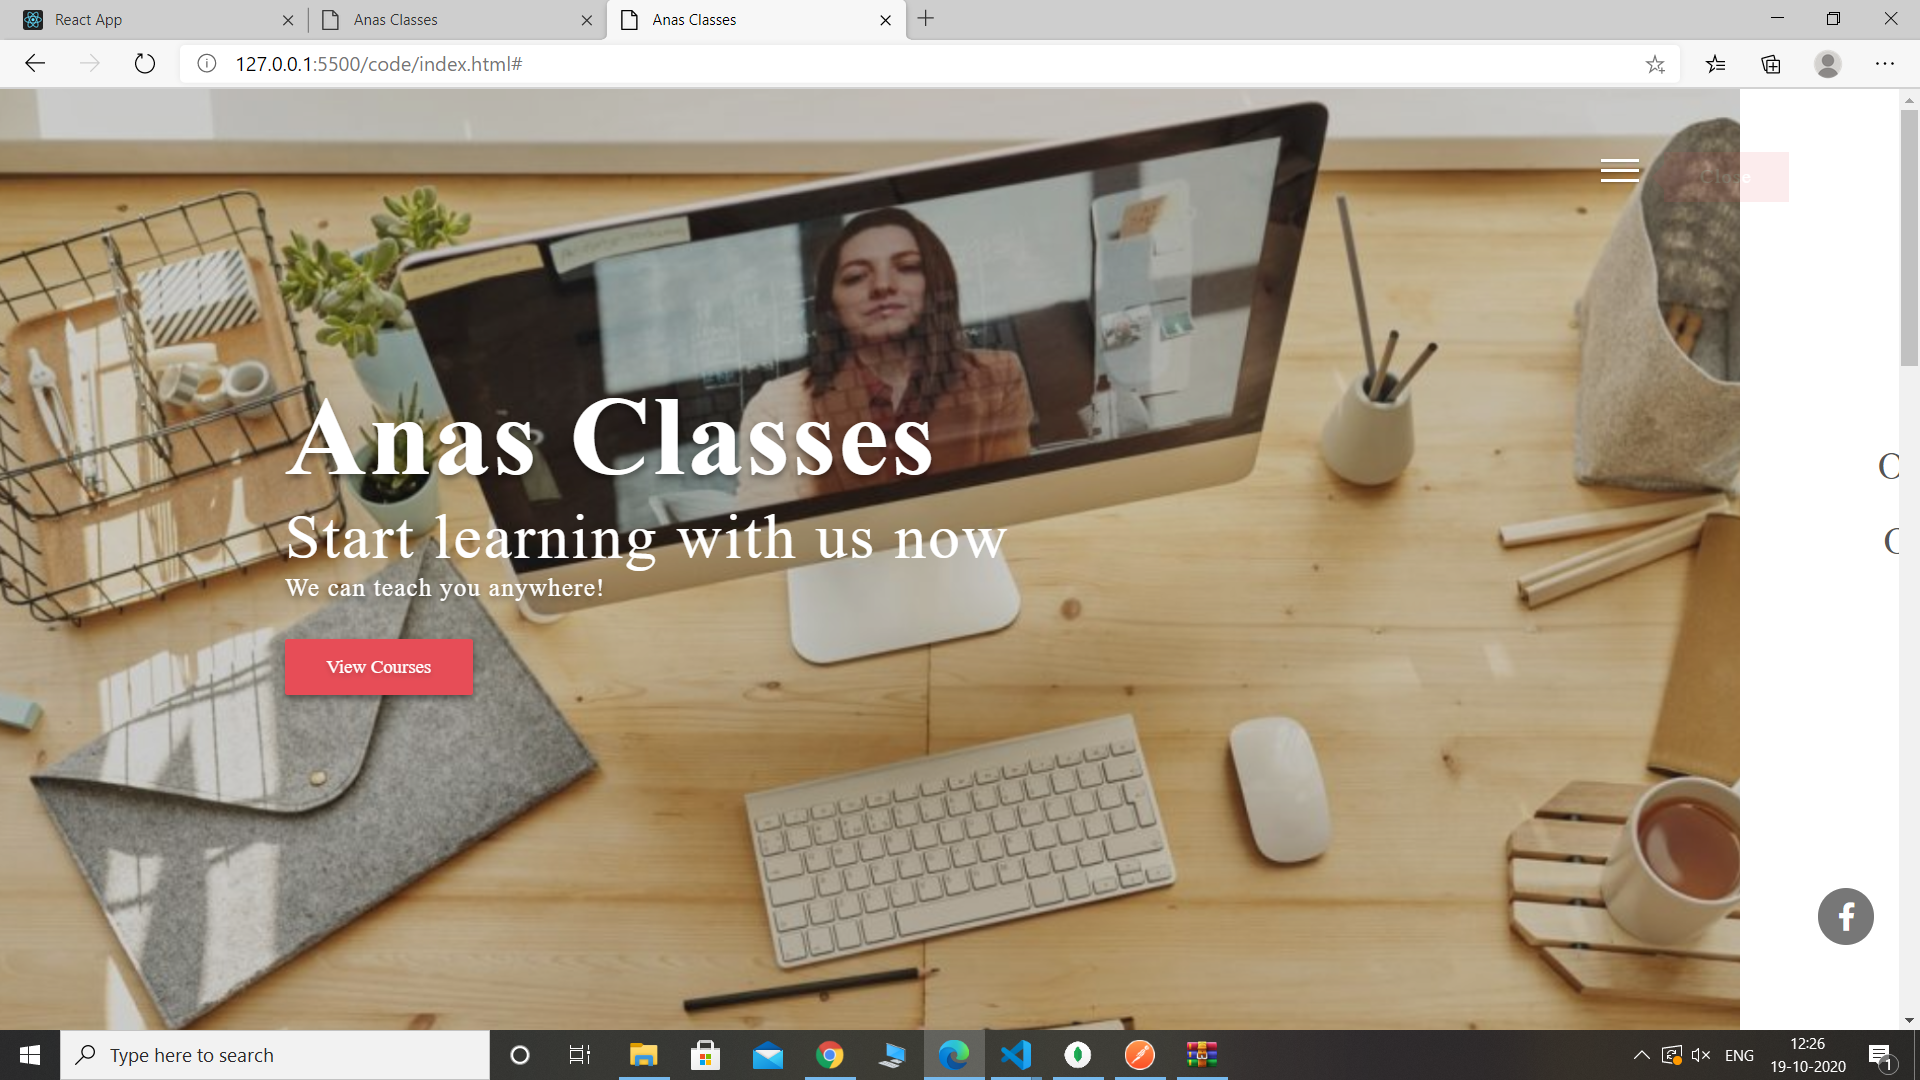 React App
Anas Classes
Anas Classes
127.0.0.1:5500/code/index.html#
Close
Anas Classes
Start learning with us now
We can teach you anywhere!
View Courses
Type here to search
ENG
12:26
19-10-2020
1